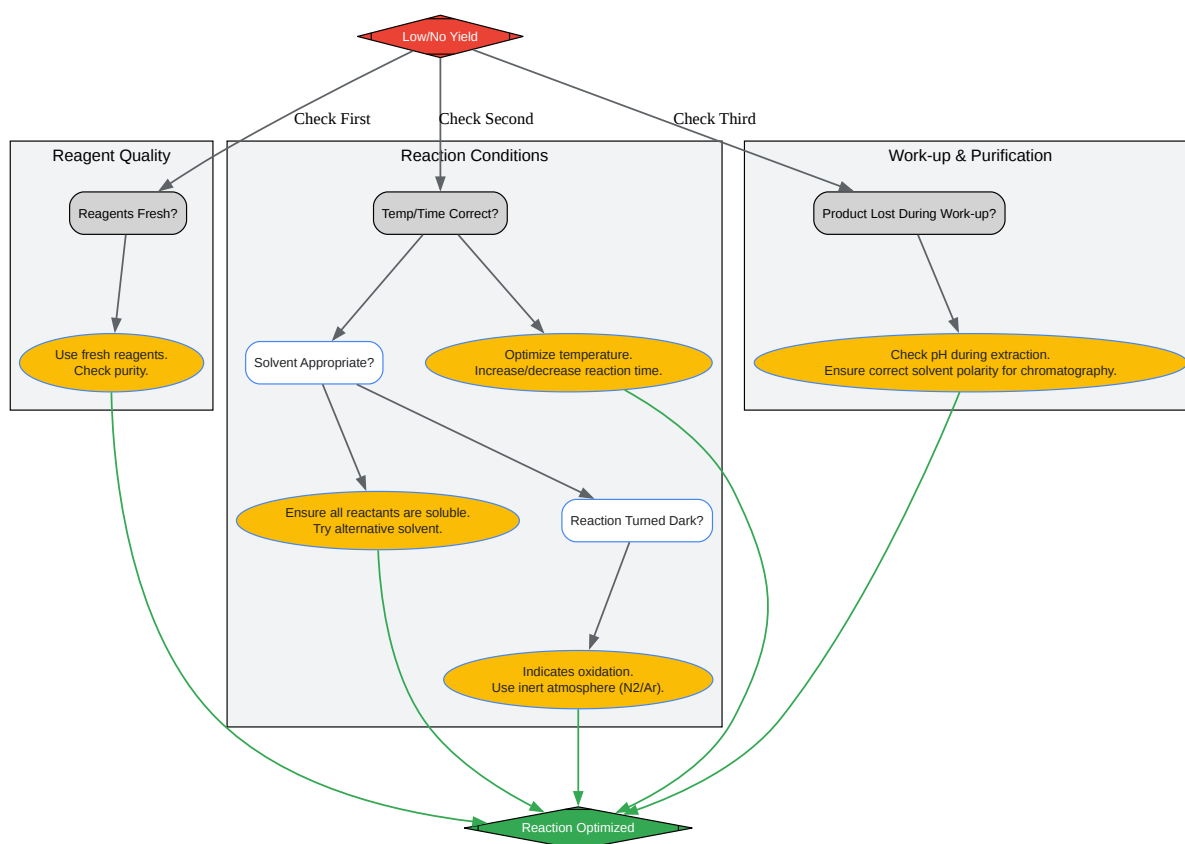 Low/No Yield
Check First
Check Second
Check Third
Reagent Quality
Reaction Conditions
Work-up & Purification
Reagents Fresh?
Temp/Time Correct?
Product Lost During Work-up?
Use fresh reagents.
Check purity.
Solvent Appropriate?
Optimize temperature.
Increase/decrease reaction time.
Check pH during extraction.
Ensure correct solvent polarity for chromatography.
Ensure all reactants are soluble.
Try alternative solvent.
Reaction Turned Dark?
Indicates oxidation.
Use inert atmosphere (N2/Ar).
Reaction Optimized